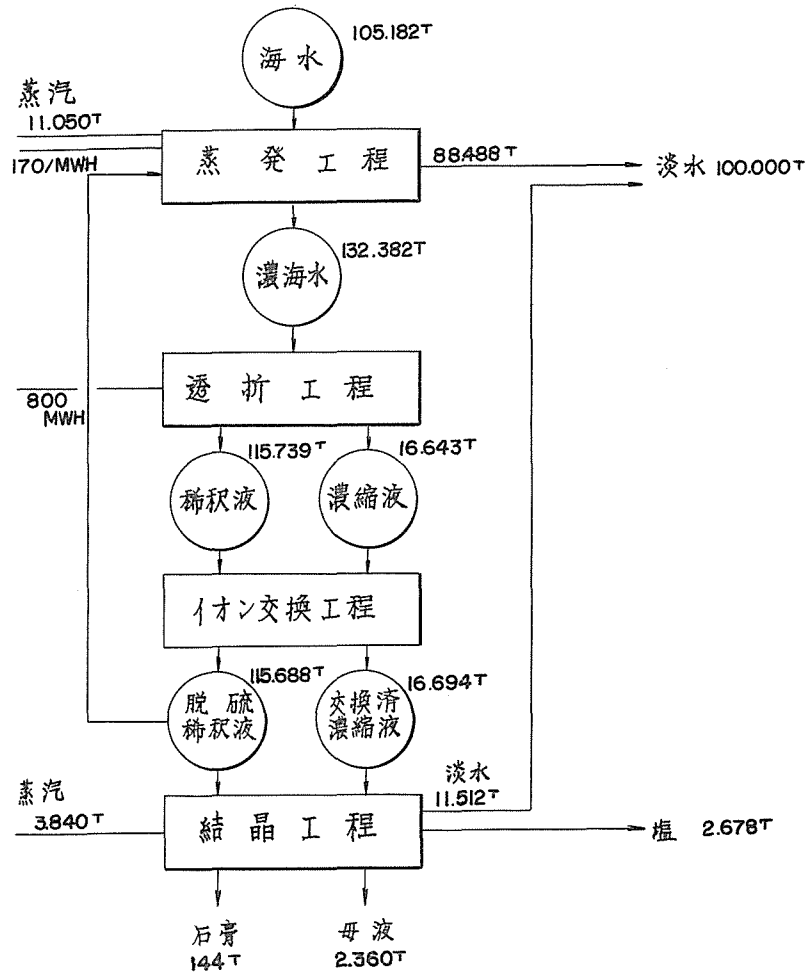 海水
105.182T
蒸汽
11.050T
170/MWH
蒸発工程
88.488T
淡水 100.000T
濃海水
132.382T
透折工程
800
MWH
115.739T
16.643T
稀釈液
濃縮液
イオン交換工程
115.688T
16.694T
脱硫
稀釈液
交換済
濃縮液
蒸汽
3.840T
結晶工程
淡水
11.512T
塩 2.678T
石膏
144T
母液
2.360T